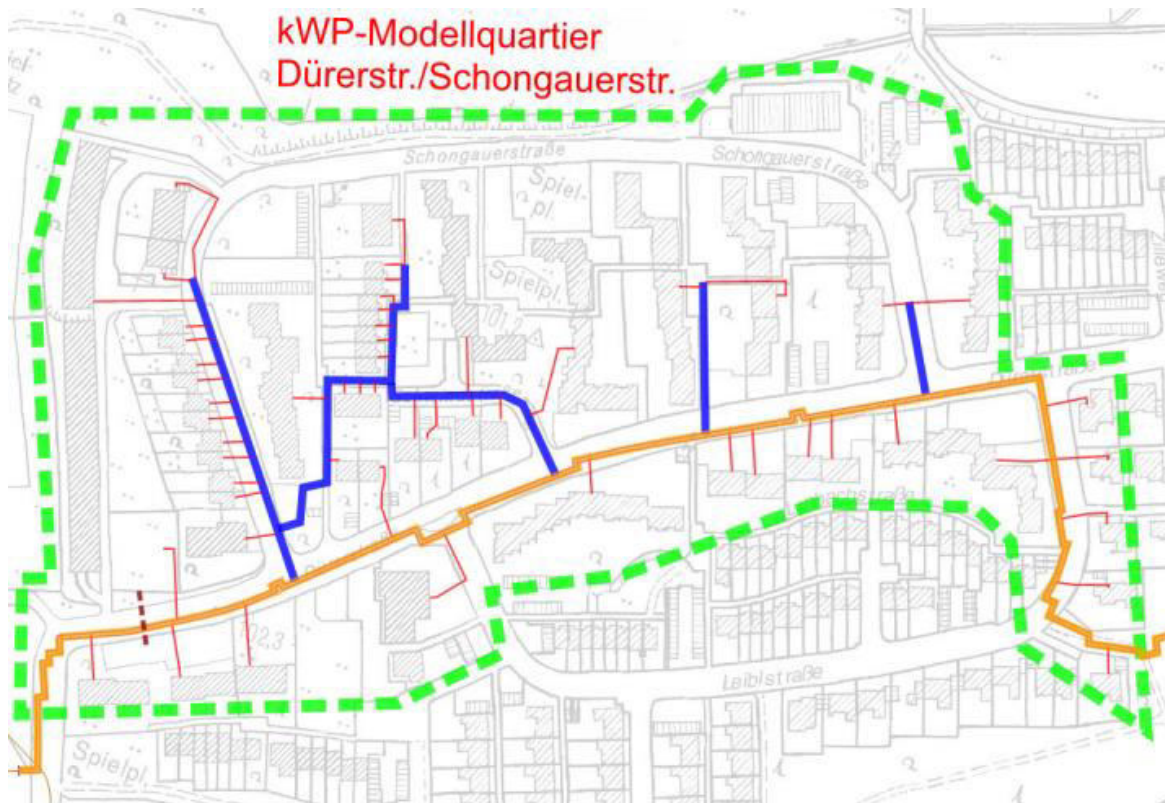 kWP-Modellquartier
Dürerstr./Schongauerstr.
Schongauerstraße
Schongauerstraße
Spiel-
pl.
Spielpl.
Leiblstraße
Spielpl.